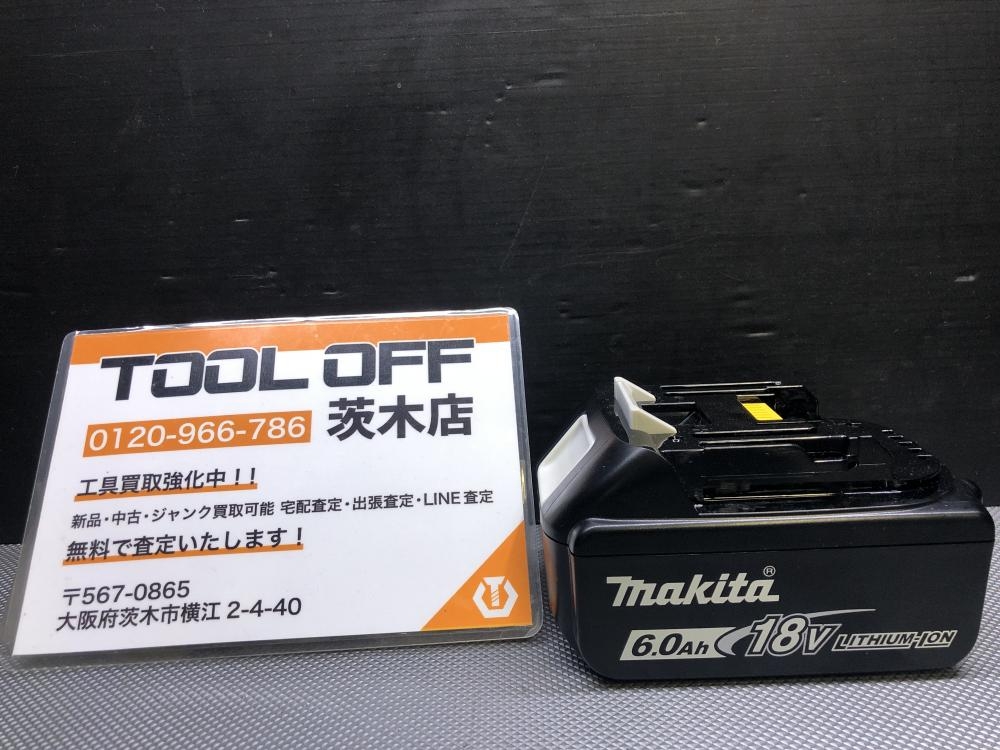 TOOL OFF
0120-966-786 茨木店
工具買取強化中！！
新品・中古・ジャンク買取可能 宅配査定・出張査定・LINE査定
無料で査定いたします！
〒567-0865
大阪府茨木市横江 2-4-40
makita®
6.0Ah 18V LITHIUM-ION